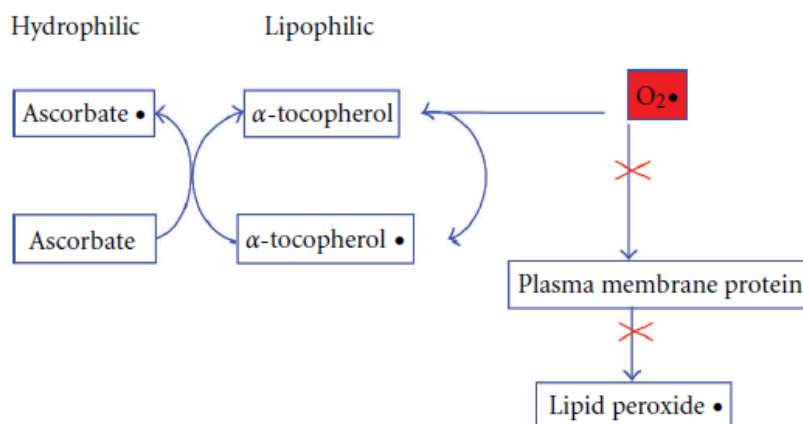 Hydrophilic Lipophilic
Ascorbate • α-tocopherol O₂•
Ascorbate α-tocopherol •
Plasma membrane protein
Lipid peroxide •